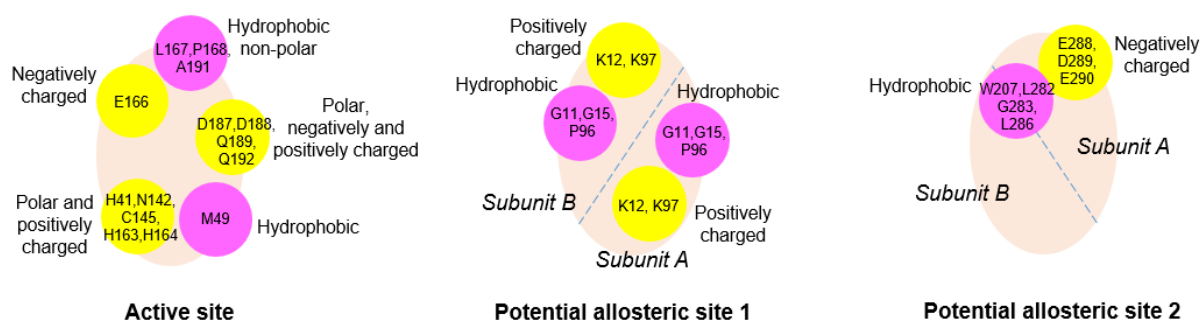 Hydrophobic
non-polar
L167,P168,
A191
Negatively
charged
E166
D187,D188,
Q189,
Q192
Polar,
negatively and
positively charged
Polar and
positively
charged
H41,N142,
C145,
H163,H164
M49
Hydrophobic
Active site
Positively
charged
K12, K97
Hydrophobic
G11,G15,
P96
Hydrophobic
G11,G15,
P96
Subunit B
K12, K97
Positively
charged
Subunit A
Potential allosteric site 1
E288,
D289,
E290
Negatively
charged
Hydrophobic
W207,L282
G283,
L286
Subunit A
Subunit B
Potential allosteric site 2